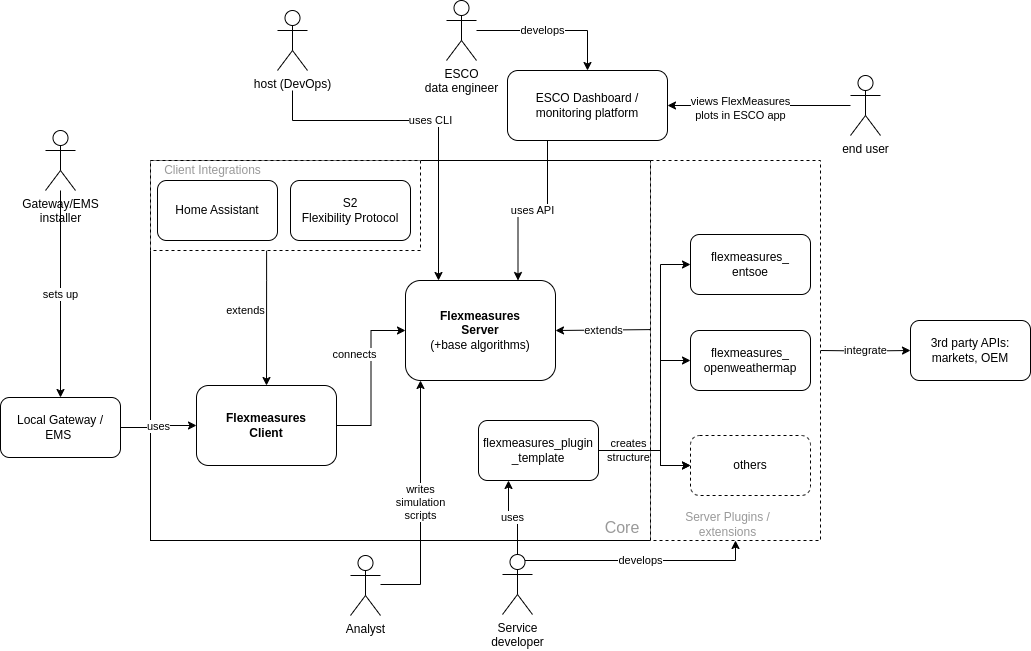 develops
host (DevOps)
ESCO
data engineer
ESCO Dashboard /
monitoring platform
views FlexMeasures
plots in ESCO app
end user
uses CLI
Gateway/EMS
installer
Client Integrations
Home Assistant
S2
Flexibility Protocol
uses API
flexmeasures_
entsoe
sets up
extends
Flexmeasures
Server
(+base algorithms)
extends
connects
flexmeasures_
openweathermap
integrate
3rd party APIs:
markets, OEM
Local Gateway /
EMS
uses
Flexmeasures
Client
flexmeasures_plugin
_template
creates
structure
others
writes
simulation
scripts
uses
Core
Server Plugins /
extensions
develops
Analyst
Service
developer